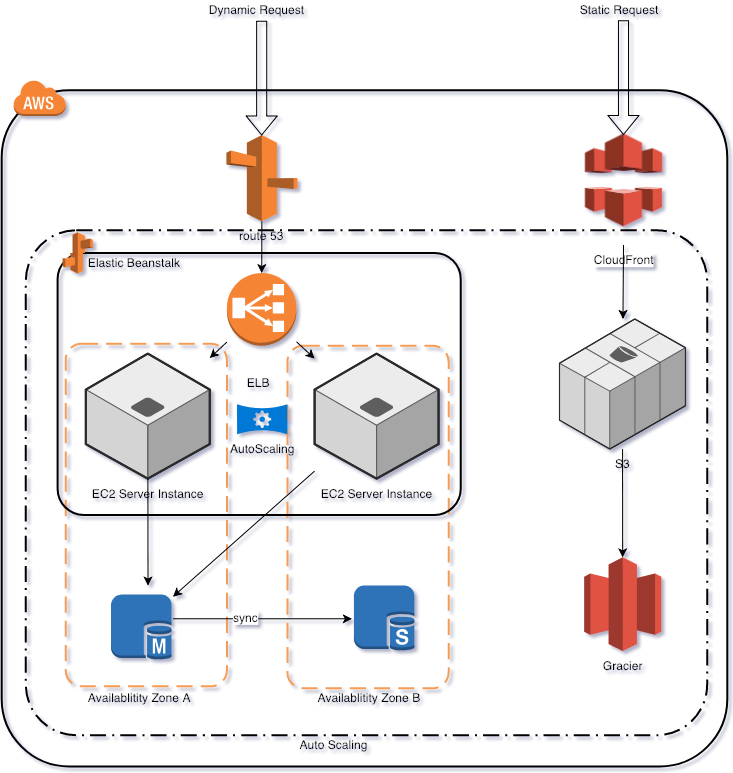 Dynamic Request
Static Request
AWS
route 53
Elastic Beanstalk
CloudFront
ELB
AutoScaling
S3
EC2 Server Instance
EC2 Server Instance
M
sync
S
Gracier
Availablitity Zone A
Availablitity Zone B
Auto Scaling